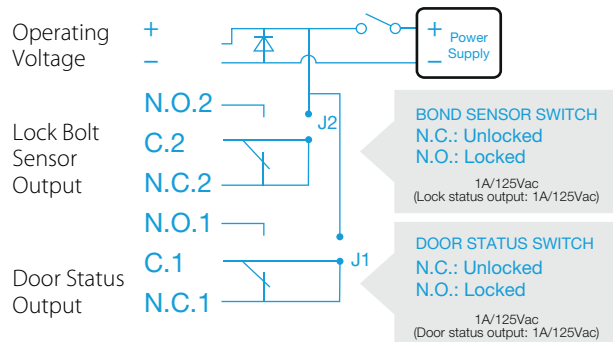 Operating
Voltage
+
−
+
−
Power
Supply
Lock Bolt
Sensor
Output
N.O.2
C.2
N.C.2
J2
BOND SENSOR SWITCH
N.C.: Unlocked
N.O.: Locked
1A/125Vac
(Lock status output: 1A/125Vac)
Door Status
Output
N.O.1
C.1
N.C.1
J1
DOOR STATUS SWITCH
N.C.: Unlocked
N.O.: Locked
1A/125Vac
(Door status output: 1A/125Vac)